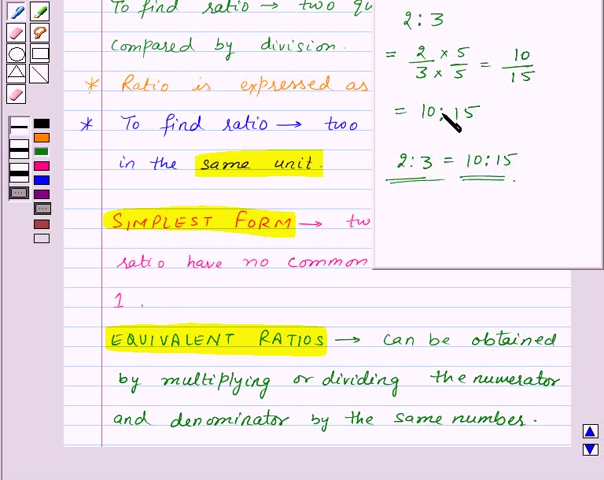 To find ratio → two qu
compared by division.
* Ratio is expressed as
* To find ratio → two
in the same unit.
SIMPLEST FORM → tw
ratio have no common
1 .
EQUIVALENT RATIOS → can be obtained
by multiplying or dividing the numerator
and denominator by the same number.
2 : 3
= 2 × 5 / 3 × 5 = 10 / 15
= 10 : 15
2 : 3 = 10 : 15 .